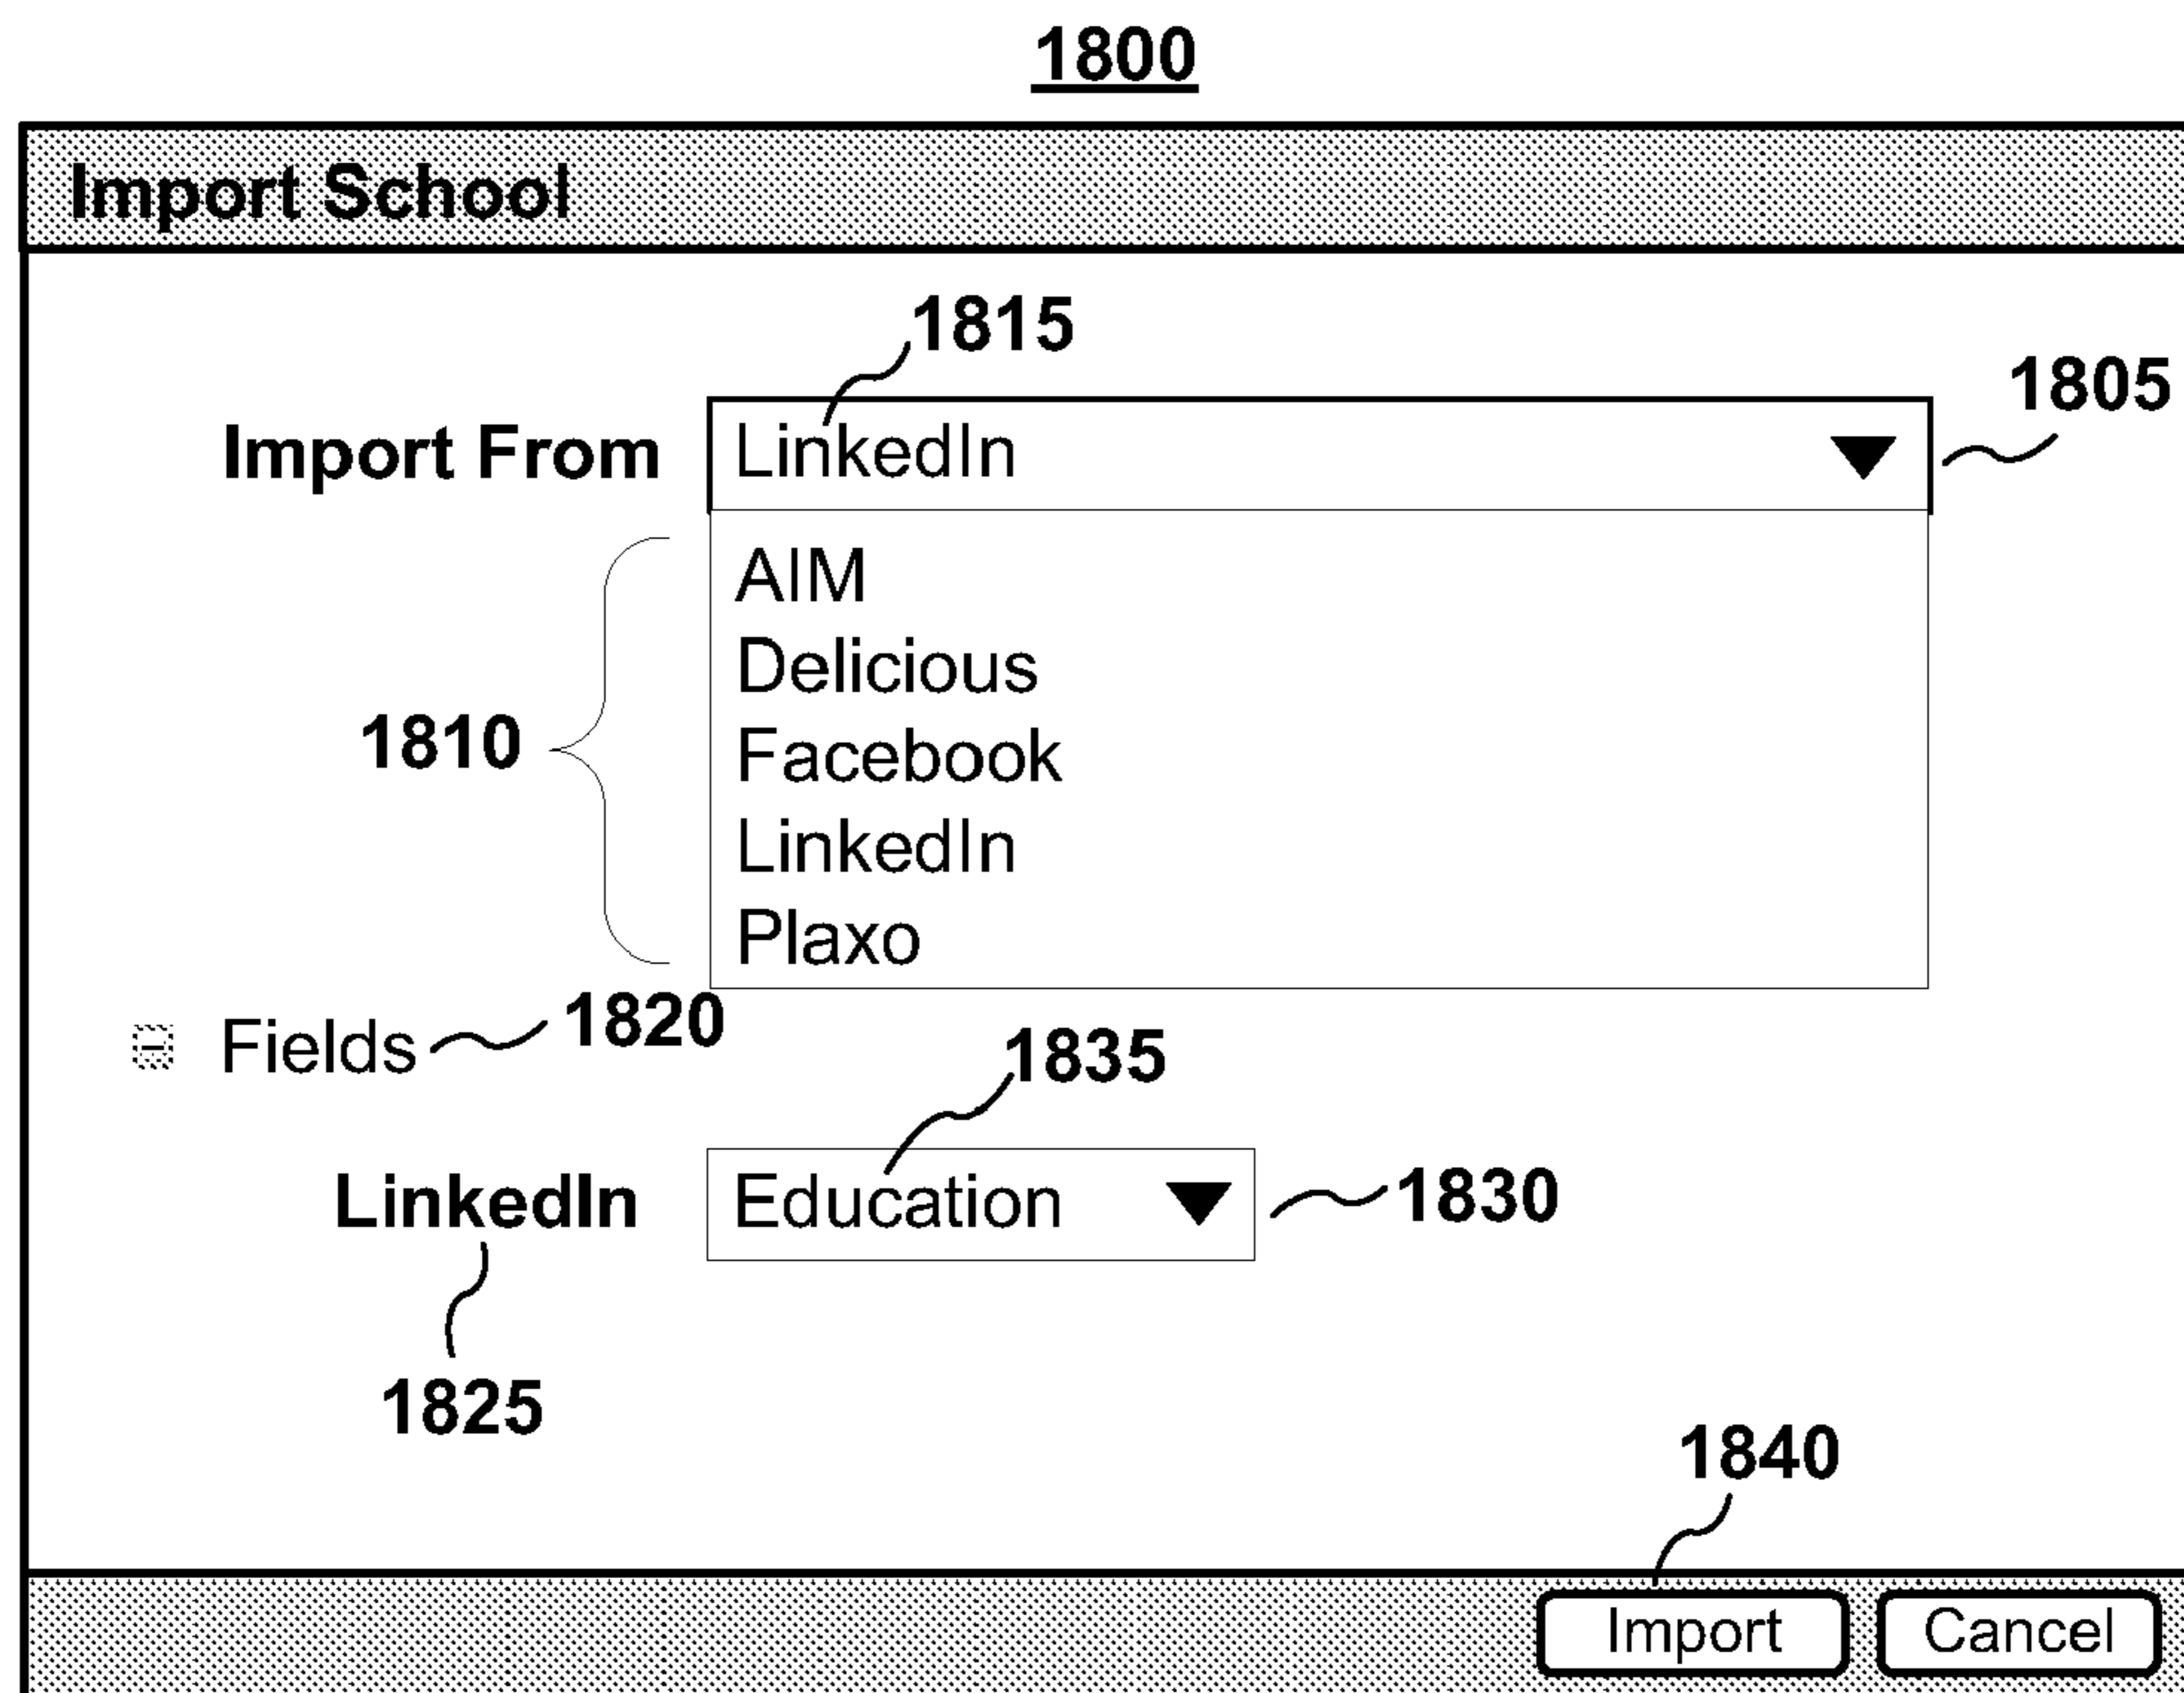 1800
Import School
1815
1805
Import From LinkedIn
AIM
Delicious
1810 Facebook
LinkedIn
Plaxo
Fields 1820
1835
LinkedIn Education 1830
1825
1840
Import Cancel